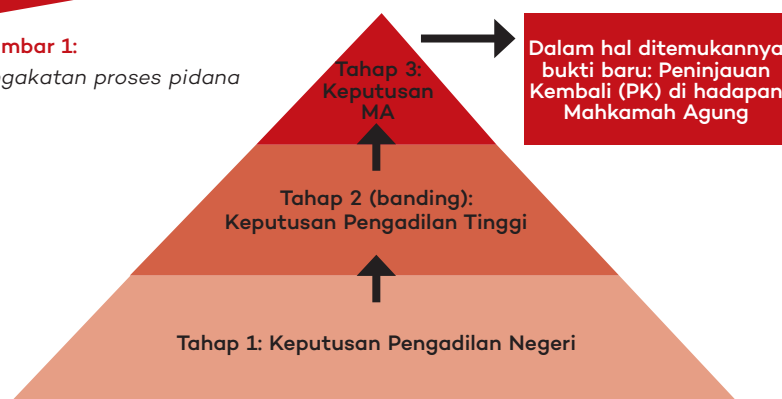 mbar 1:
ngakatan proses pidana
Tahap 3:
Keputusan
MA
Dalam hal ditemukannya
bukti baru: Peninjauan
Kembali (PK) di hadapan
Mahkamah Agung
Tahap 2 (banding):
Keputusan Pengadilan Tinggi
Tahap 1: Keputusan Pengadilan Negeri